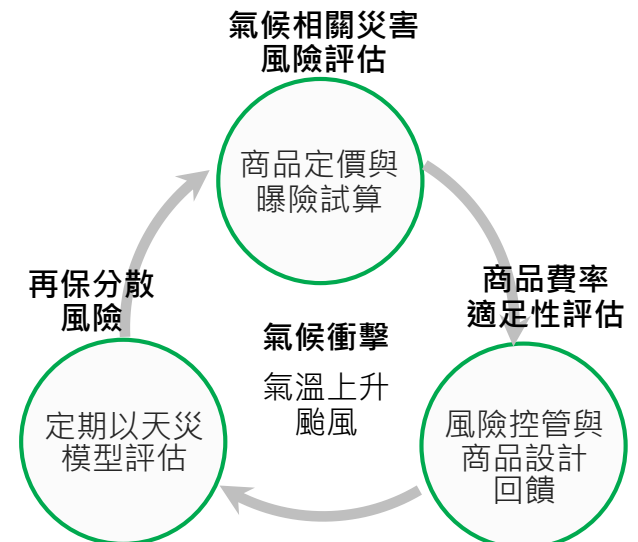 氣候相關災害
風險評估
商品定價與
曝險試算
再保分散
風險
商品費率
適足性評估
氣候衝擊
氣溫上升
颱風
定期以天災
模型評估
風險控管與
商品設計
回饋